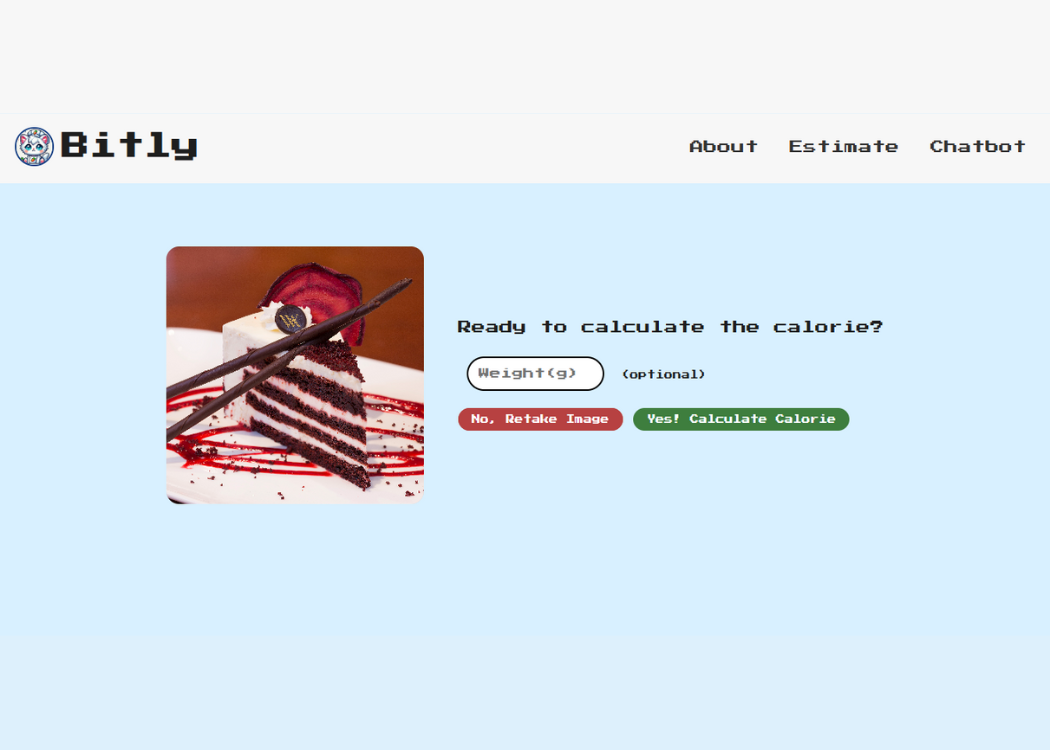 Bitly
About Estimate Chatbot
Ready to calculate the calorie?
Weight(g) (optional)
No, Retake Image Yes! Calculate Calorie